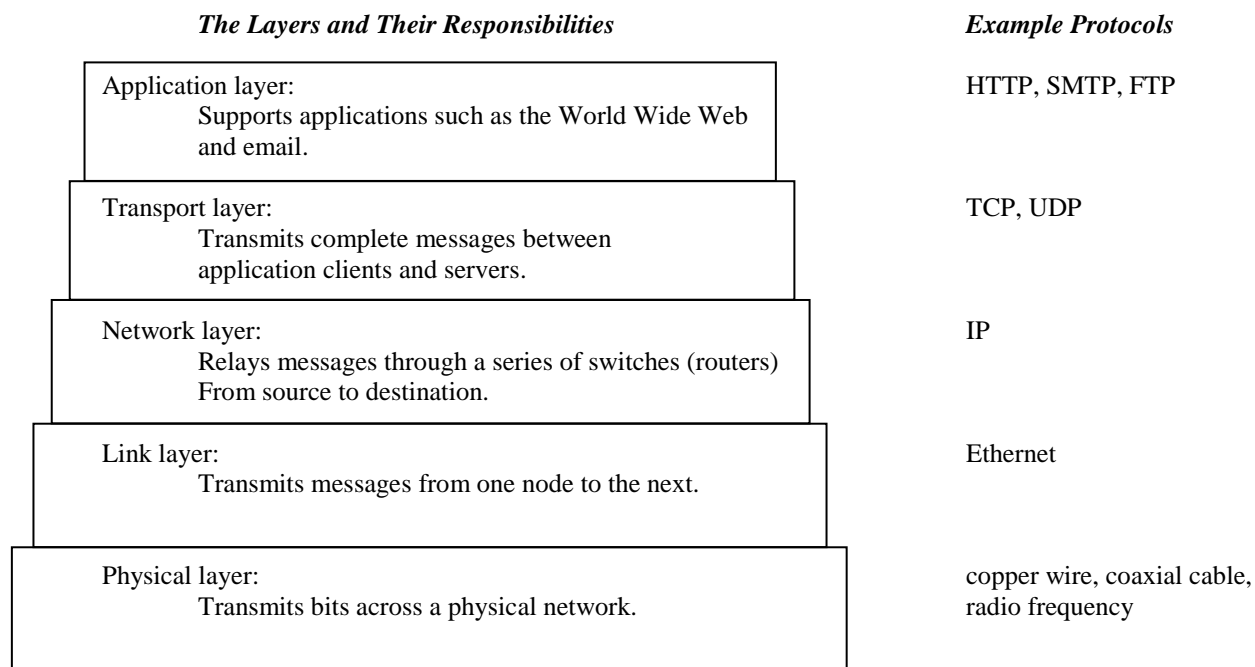 The Layers and Their Responsibilities Example Protocols
Application layer: HTTP, SMTP, FTP
Supports applications such as the World Wide Web
and email.
Transport layer: TCP, UDP
Transmits complete messages between
application clients and servers.
Network layer: IP
Relays messages through a series of switches (routers)
From source to destination.
Link layer: Ethernet
Transmits messages from one node to the next.
Physical layer: copper wire, coaxial cable,
Transmits bits across a physical network. radio frequency